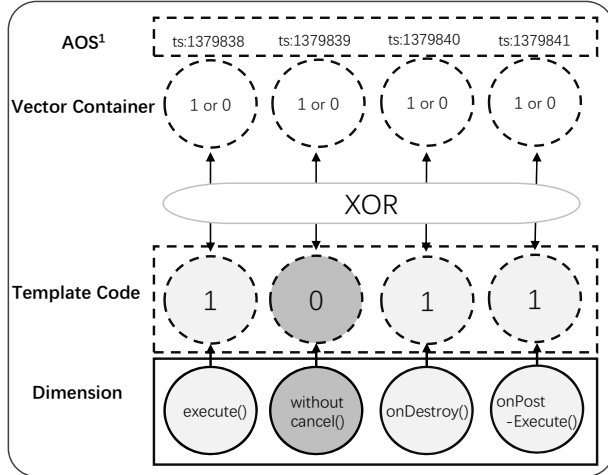 AOS¹ ts:1379838 ts:1379839 ts:1379840 ts:1379841
Vector Container 1 or 0 1 or 0 1 or 0 1 or 0
XOR
Template Code 1 0 1 1
Dimension execute() without cancel() onDestroy() onPost -Execute()